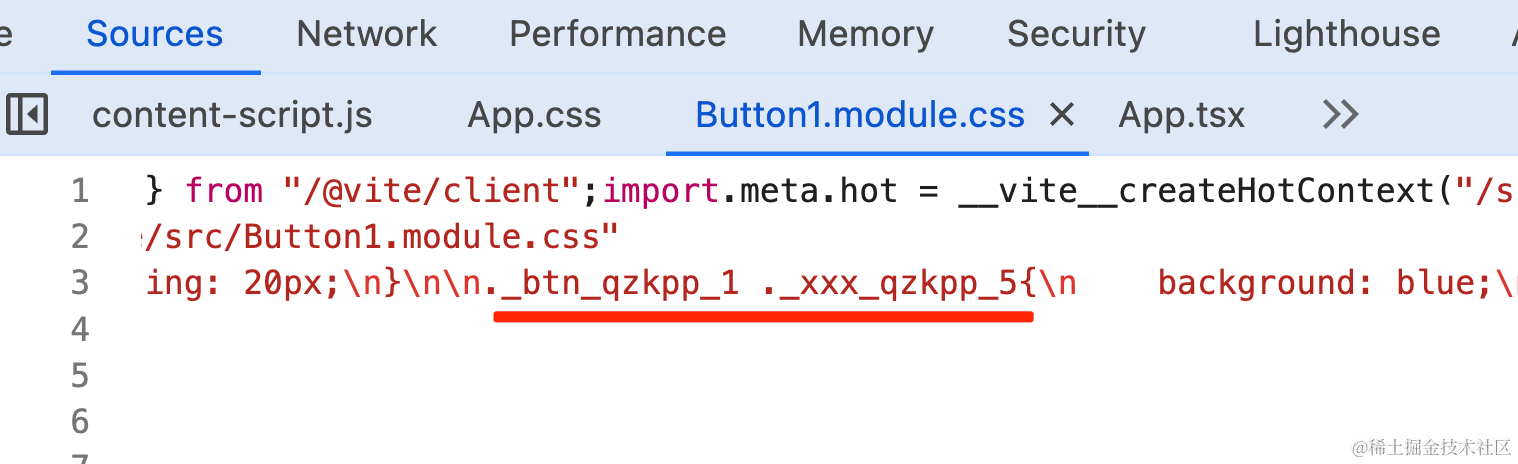 e Sources Network Performance Memory Security Lighthouse
content-script.js App.css Button1.module.css × App.tsx >>
1 } from "/@vite/client";import.meta.hot = __vite__createHotContext("/s
2 /src/Button1.module.css"
3 ing: 20px;\n}\n\n._btn_qzkpp_1 ._xxx_qzkpp_5{\n    background: blue;\
4
5
6
7
@稀土掘金技术社区